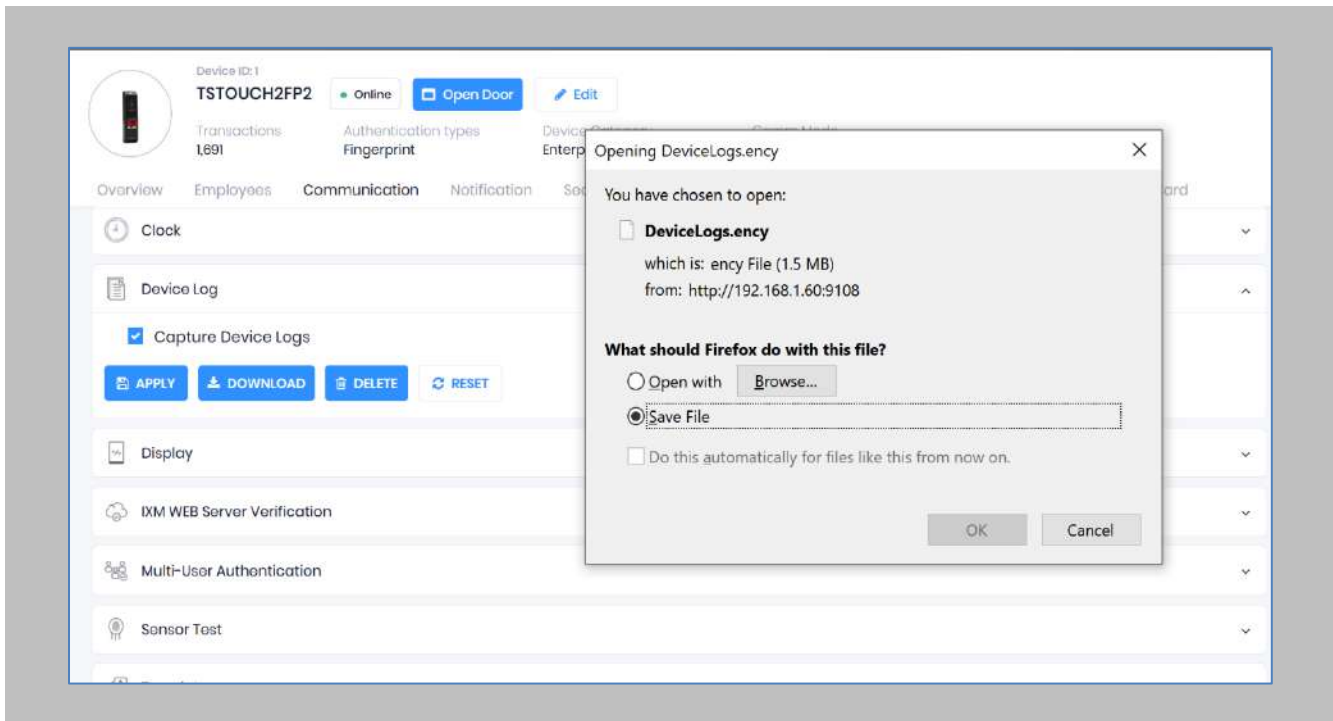 Device ID: 1
TSTOUCH2FP2 Online Open Door Edit
Transactions Authentication types Device
1,691 Fingerprint Enterp
Overview Employees Communication Notification
Clock
Device Log
Capture Device Logs
APPLY DOWNLOAD DELETE RESET
Display
IXM WEB Server Verification
Multi-User Authentication
Sensor Test
Opening DeviceLogs.ency
You have chosen to open:
DeviceLogs.ency
which is: ency File (1.5 MB)
from: http://192.168.1.60:9108
What should Firefox do with this file?
Open with Browse...
Save File
Do this automatically for files like this from now on.
OK Cancel